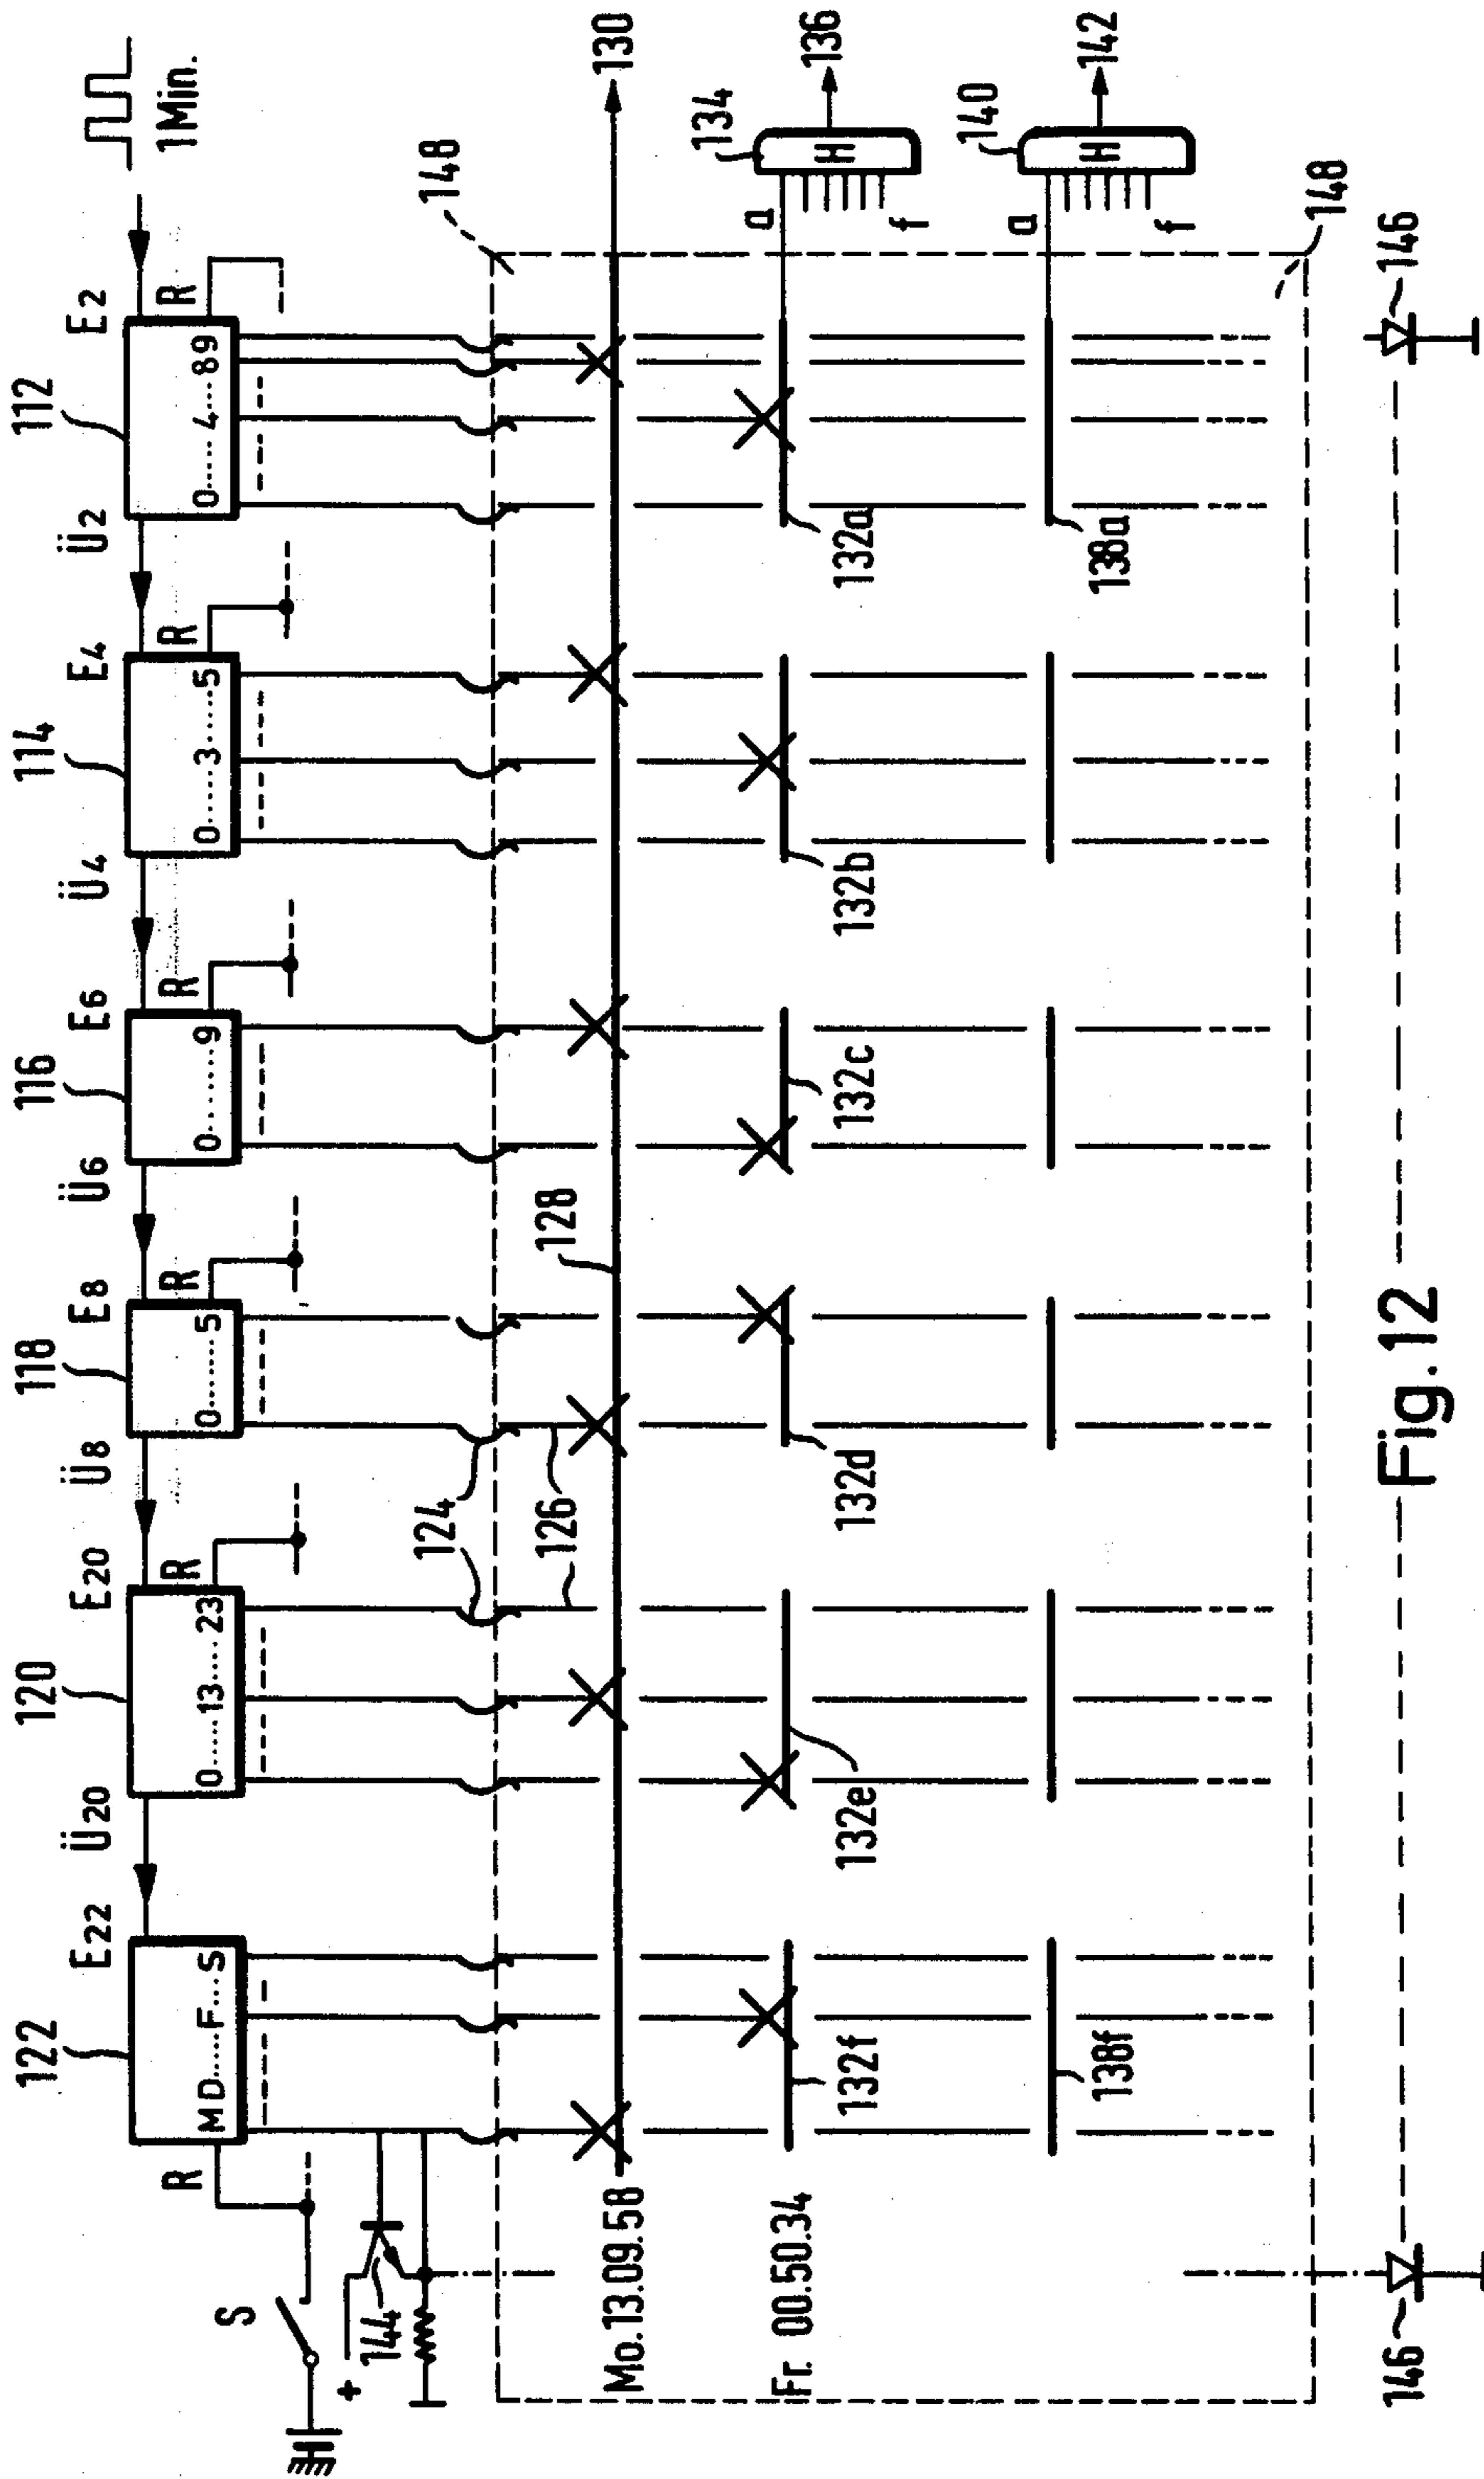 122
120
118
116
114
112
E22
Ü20
E20
Ü8
E8
Ü6
E6
Ü4
E4
Ü2
E2
1Min.
R
M D.....F...S
R
0.....13....23
R
0.......5
R
0.......9
R
0.....3.....5
R
0.....4...8 9
R
S
+
144
124
126
128
148
Mo.13.09.58
130
Fr. 00.50.34
132f
132e
132d
132c
132b
132a
a
f
134
H
136
138f
138a
a
f
140
H
142
148
146
146
Fig.12